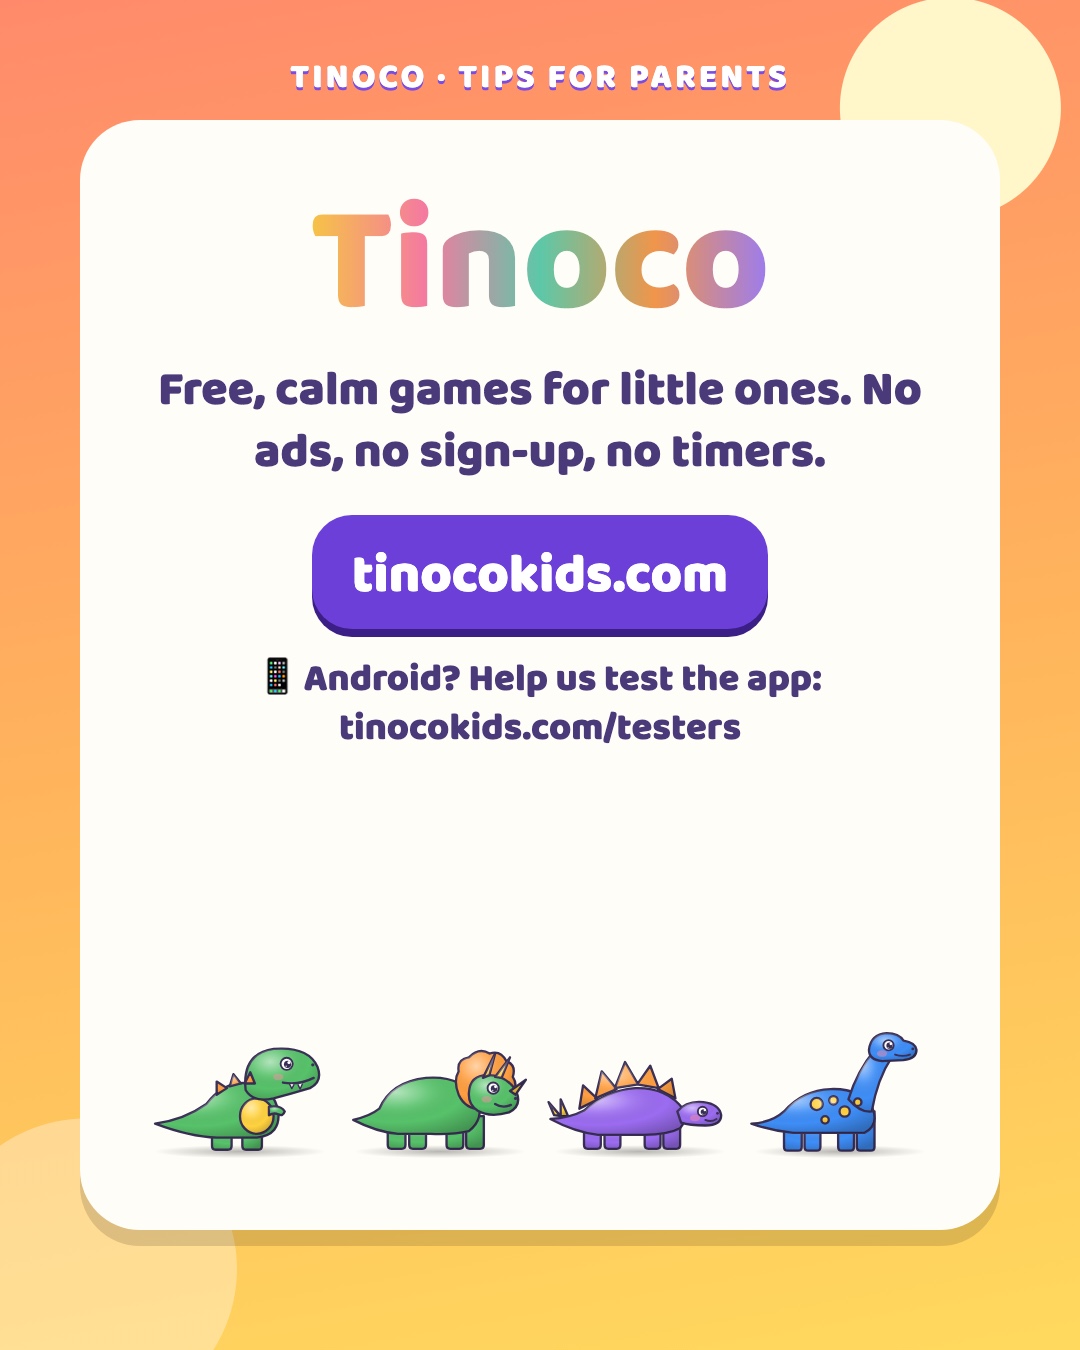 TINOCO · TIPS FOR PARENTS
Tinoco
Free, calm games for little ones. No
ads, no sign-up, no timers.
tinocokids.com
📱 Android? Help us test the app:
tinocokids.com/testers